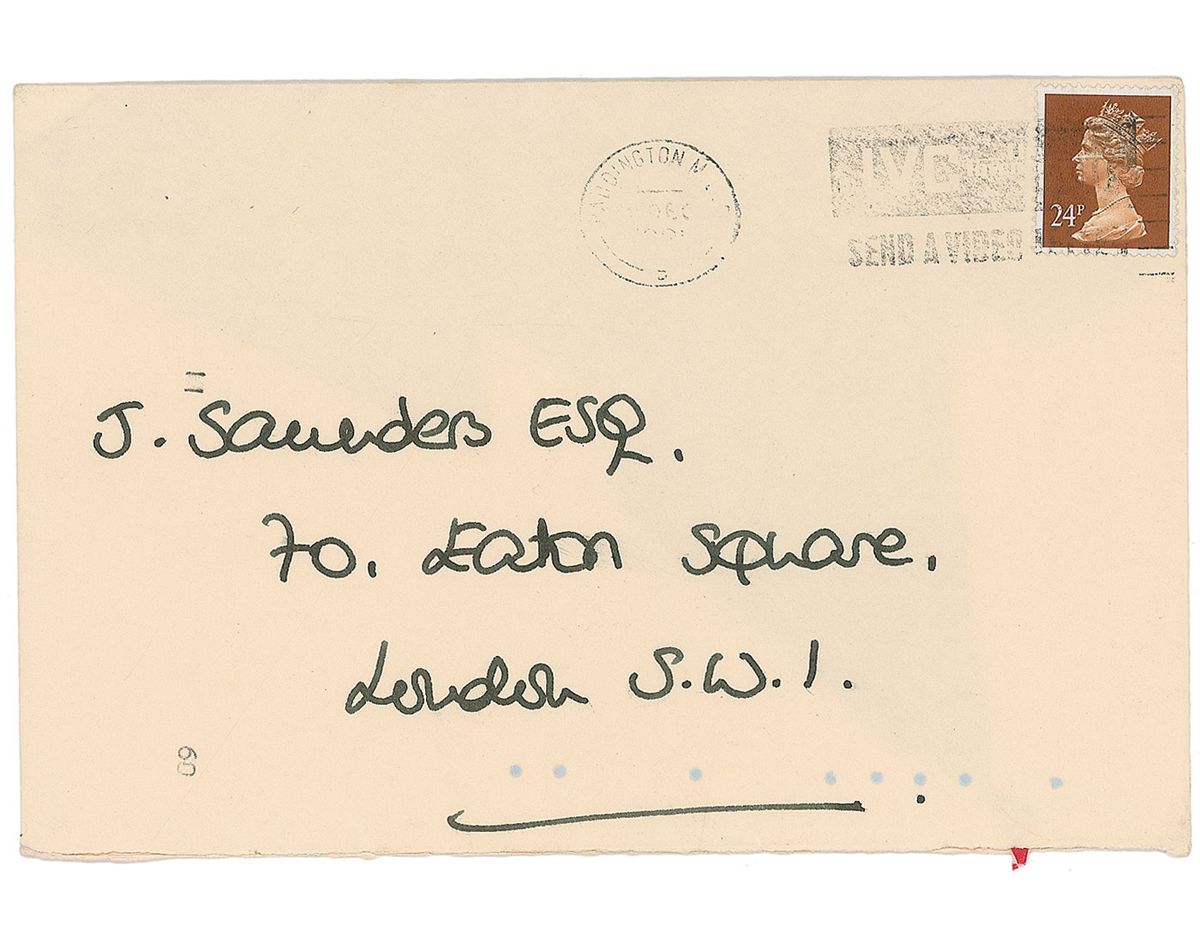 24P
SEND A VIDEO
J. Saunders ESQ.
70. Eaton Square.
London S.W.1.